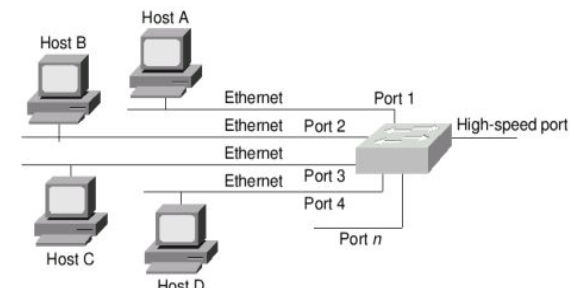 Host A
Host B
Ethernet
Port 1
Ethernet
Port 2
High-speed port
Ethernet
Ethernet
Port 3
Port 4
Port n
Host C
Host D